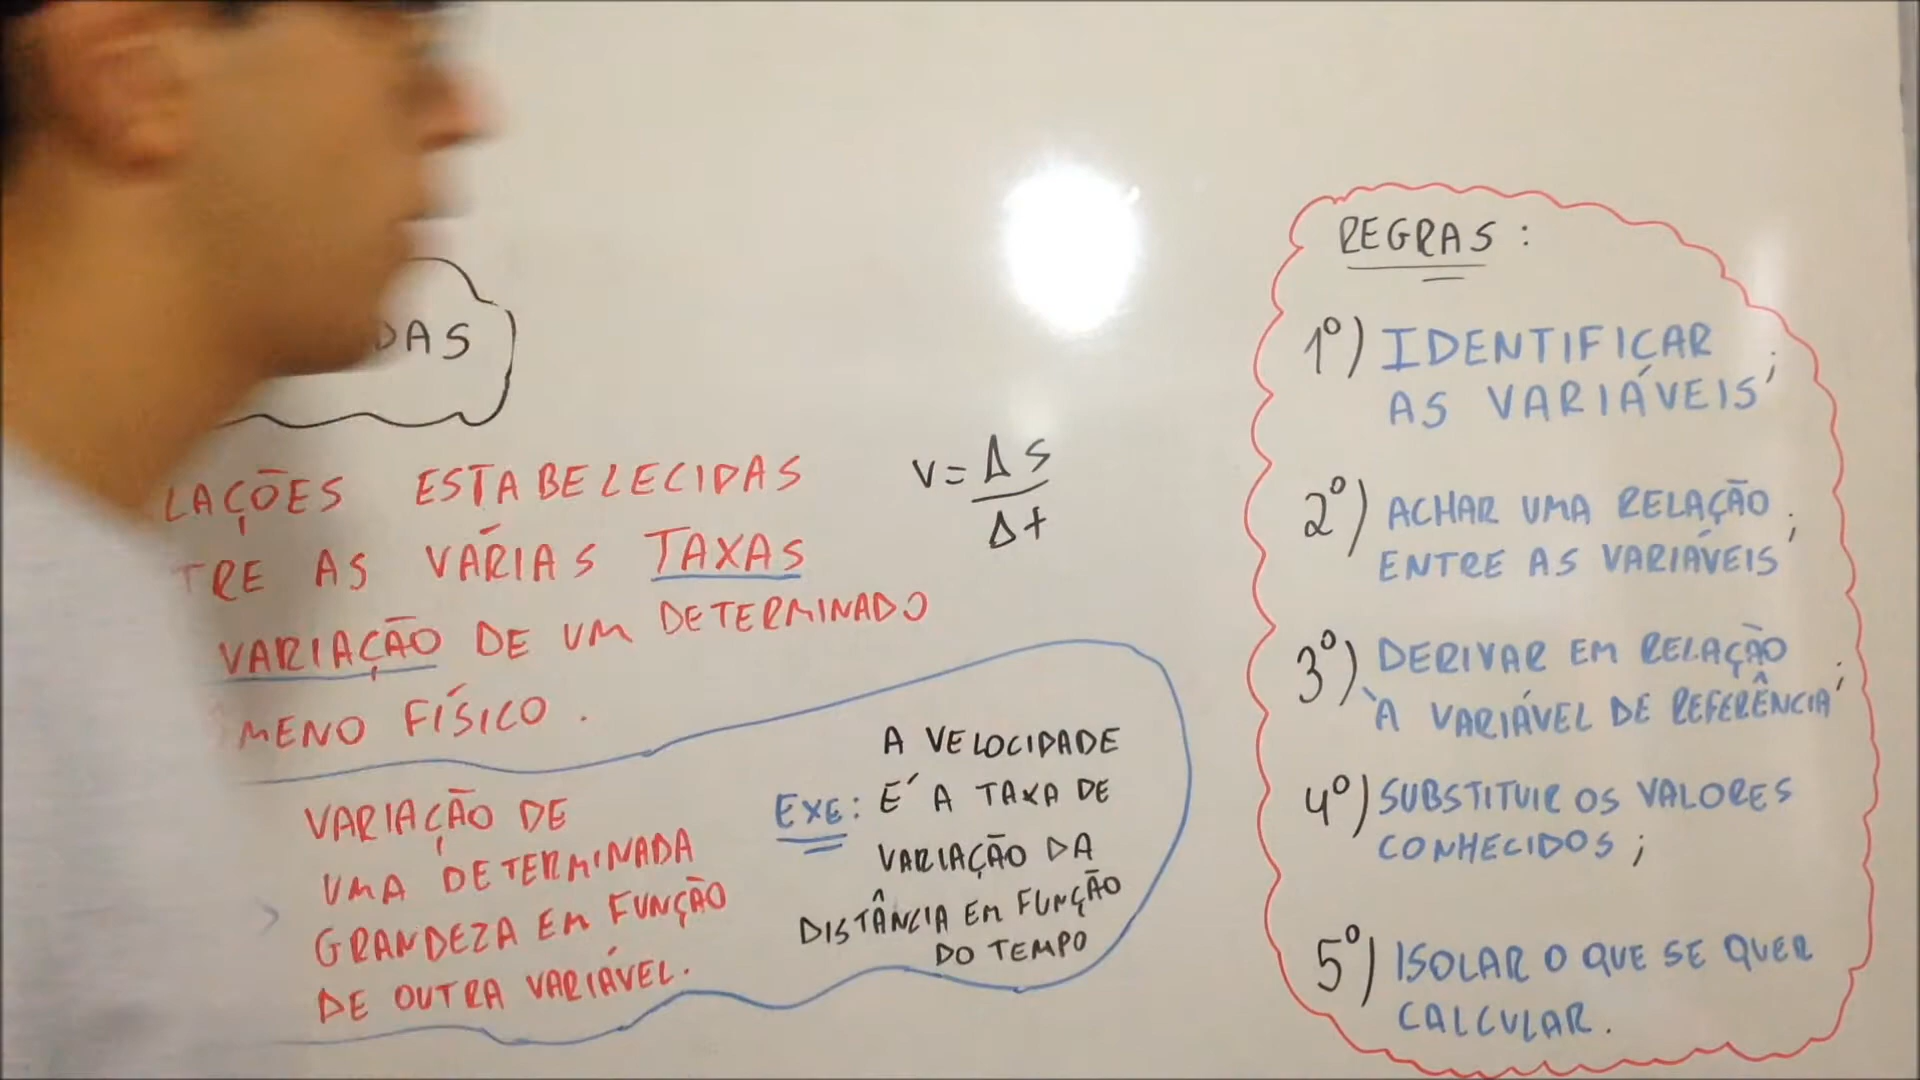 DAS
LAÇÕES ESTABELECIDAS
TRE AS VÁRIAS TAXAS
VARIAÇÃO DE UM DETERMINADO
MENO FÍSICO.
V = Δs
Δt
VARIAÇÃO DE
UMA DETERMINADA
GRANDEZA EM FUNÇÃO
DE OUTRA VARIÁVEL.
EXE:
A VELOCIDADE
É A TAXA DE
VARIAÇÃO DA
DISTÂNCIA EM FUNÇÃO
DO TEMPO
REGRAS:
1º) IDENTIFICAR
AS VARIÁVEIS;
2º) ACHAR UMA RELAÇÃO
ENTRE AS VARIÁVEIS;
3º) DERIVAR EM RELAÇÃO
À VARIÁVEL DE REFERÊNCIA;
4º) SUBSTITUIR OS VALORES
CONHECIDOS;
5º) ISOLAR O QUE SE QUER
CALCULAR.